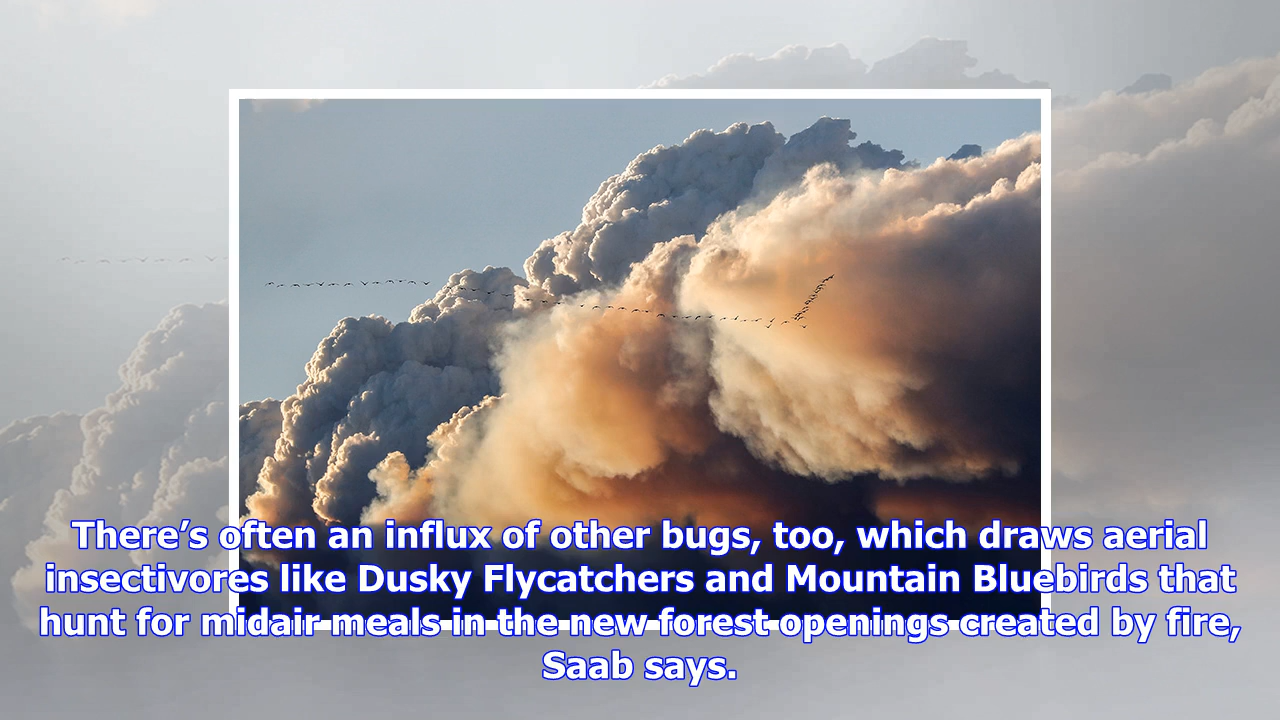 There’s often an influx of other bugs, too, which draws aerial
insectivores like Dusky Flycatchers and Mountain Bluebirds that
hunt for midair meals in the new forest openings created by fire,
Saab says.